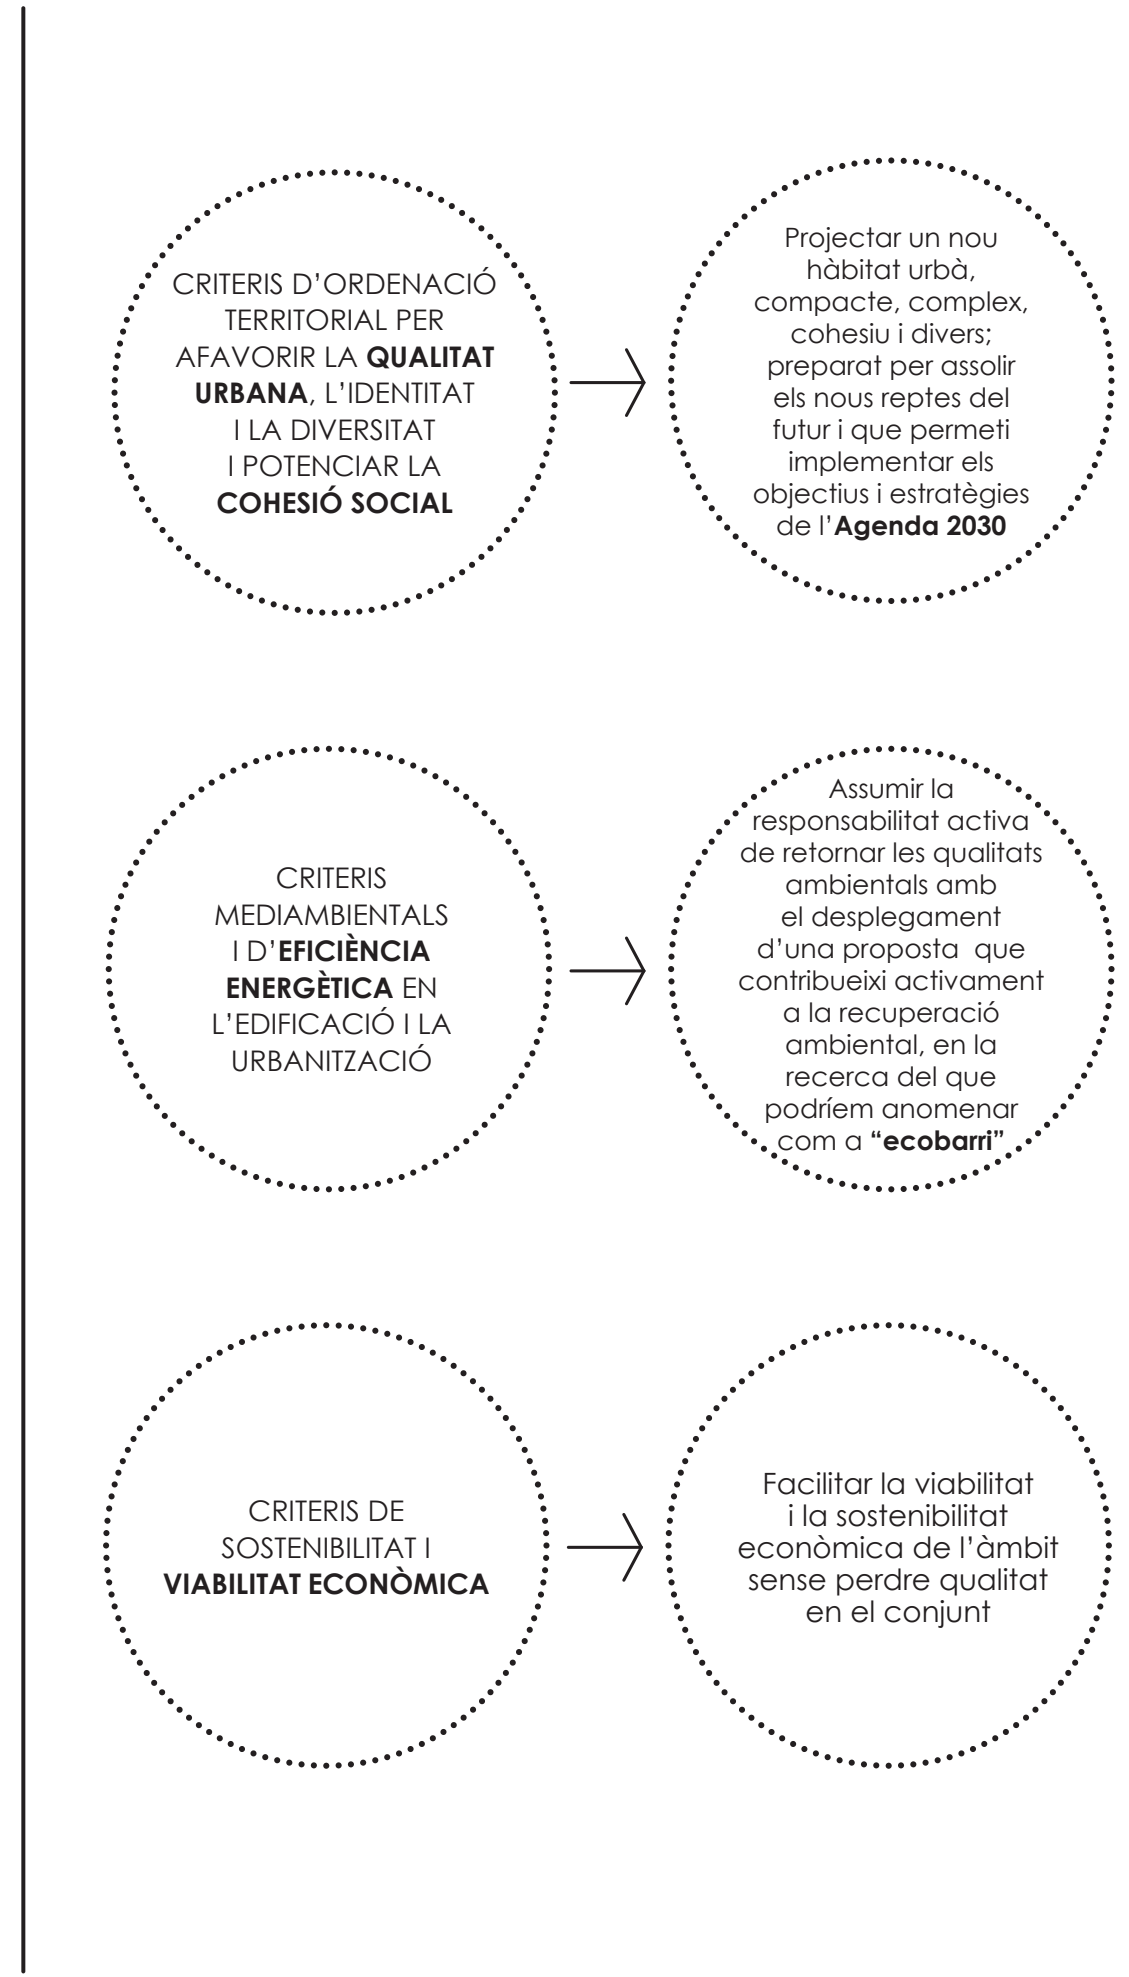 CRITERIS D’ORDENACIÓ
TERRITORIAL PER
AFAVORIR LA QUALITAT
URBANA, L’IDENTITAT
I LA DIVERSITAT
I POTENCIAR LA
COHESIÓ SOCIAL
Projectar un nou
hàbitat urbà,
compacte, complex,
cohesiu i divers;
preparat per assolir
els nous reptes del
futur i que permeti
implementar els
objectius i estratègies
de l’Agenda 2030
CRITERIS
MEDIAMBIENTALS
I D’EFICIÈNCIA
ENERGÈTICA EN
L’EDIFICACIÓ I LA
URBANITZACIÓ
Assumir la
responsabilitat activa
de retornar les qualitats
ambientals amb
el desplegament
d’una proposta  que
contribueixi activament
a la recuperació
ambiental, en la
recerca del que
podríem anomenar
com a “ecobarri”
CRITERIS DE
SOSTENIBILITAT I
VIABILITAT ECONÒMICA
Facilitar la viabilitat
i la sostenibilitat
econòmica de l’àmbit
sense perdre qualitat
en el conjunt